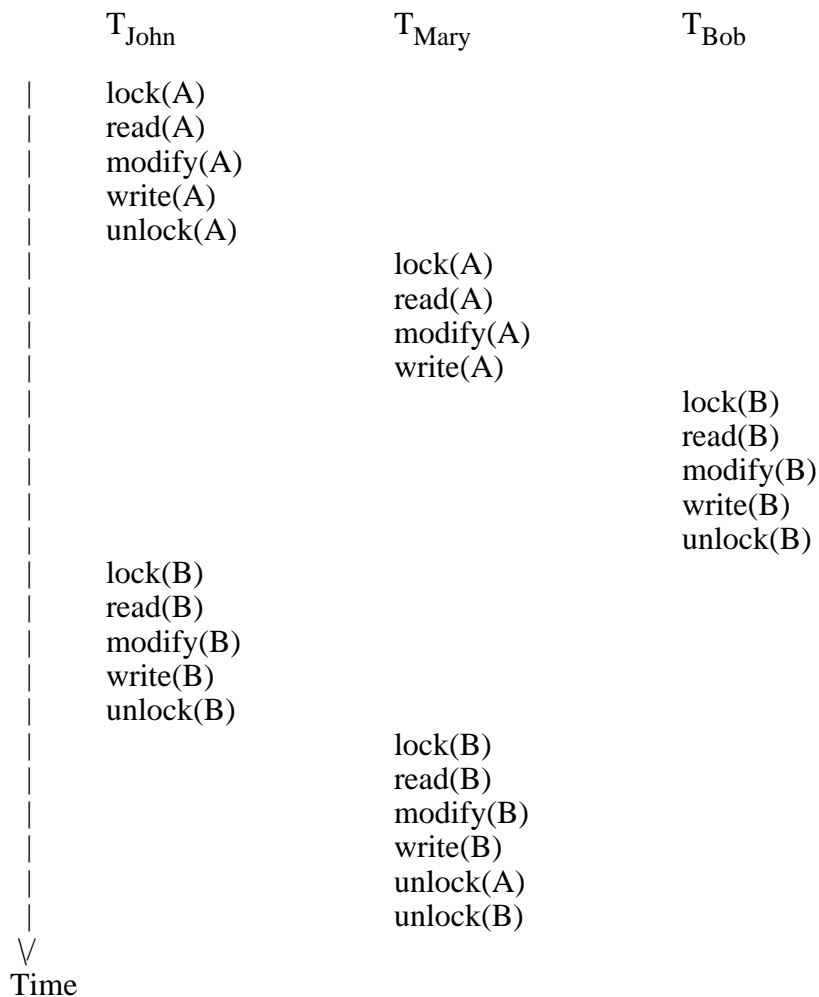 T_John T_Mary T_Bob
lock(A)
read(A)
modify(A)
write(A)
unlock(A)
lock(A)
read(A)
modify(A)
write(A)
lock(B)
read(B)
modify(B)
write(B)
unlock(B)
lock(B)
read(B)
modify(B)
write(B)
unlock(B)
lock(B)
read(B)
modify(B)
write(B)
unlock(A)
unlock(B)
Time